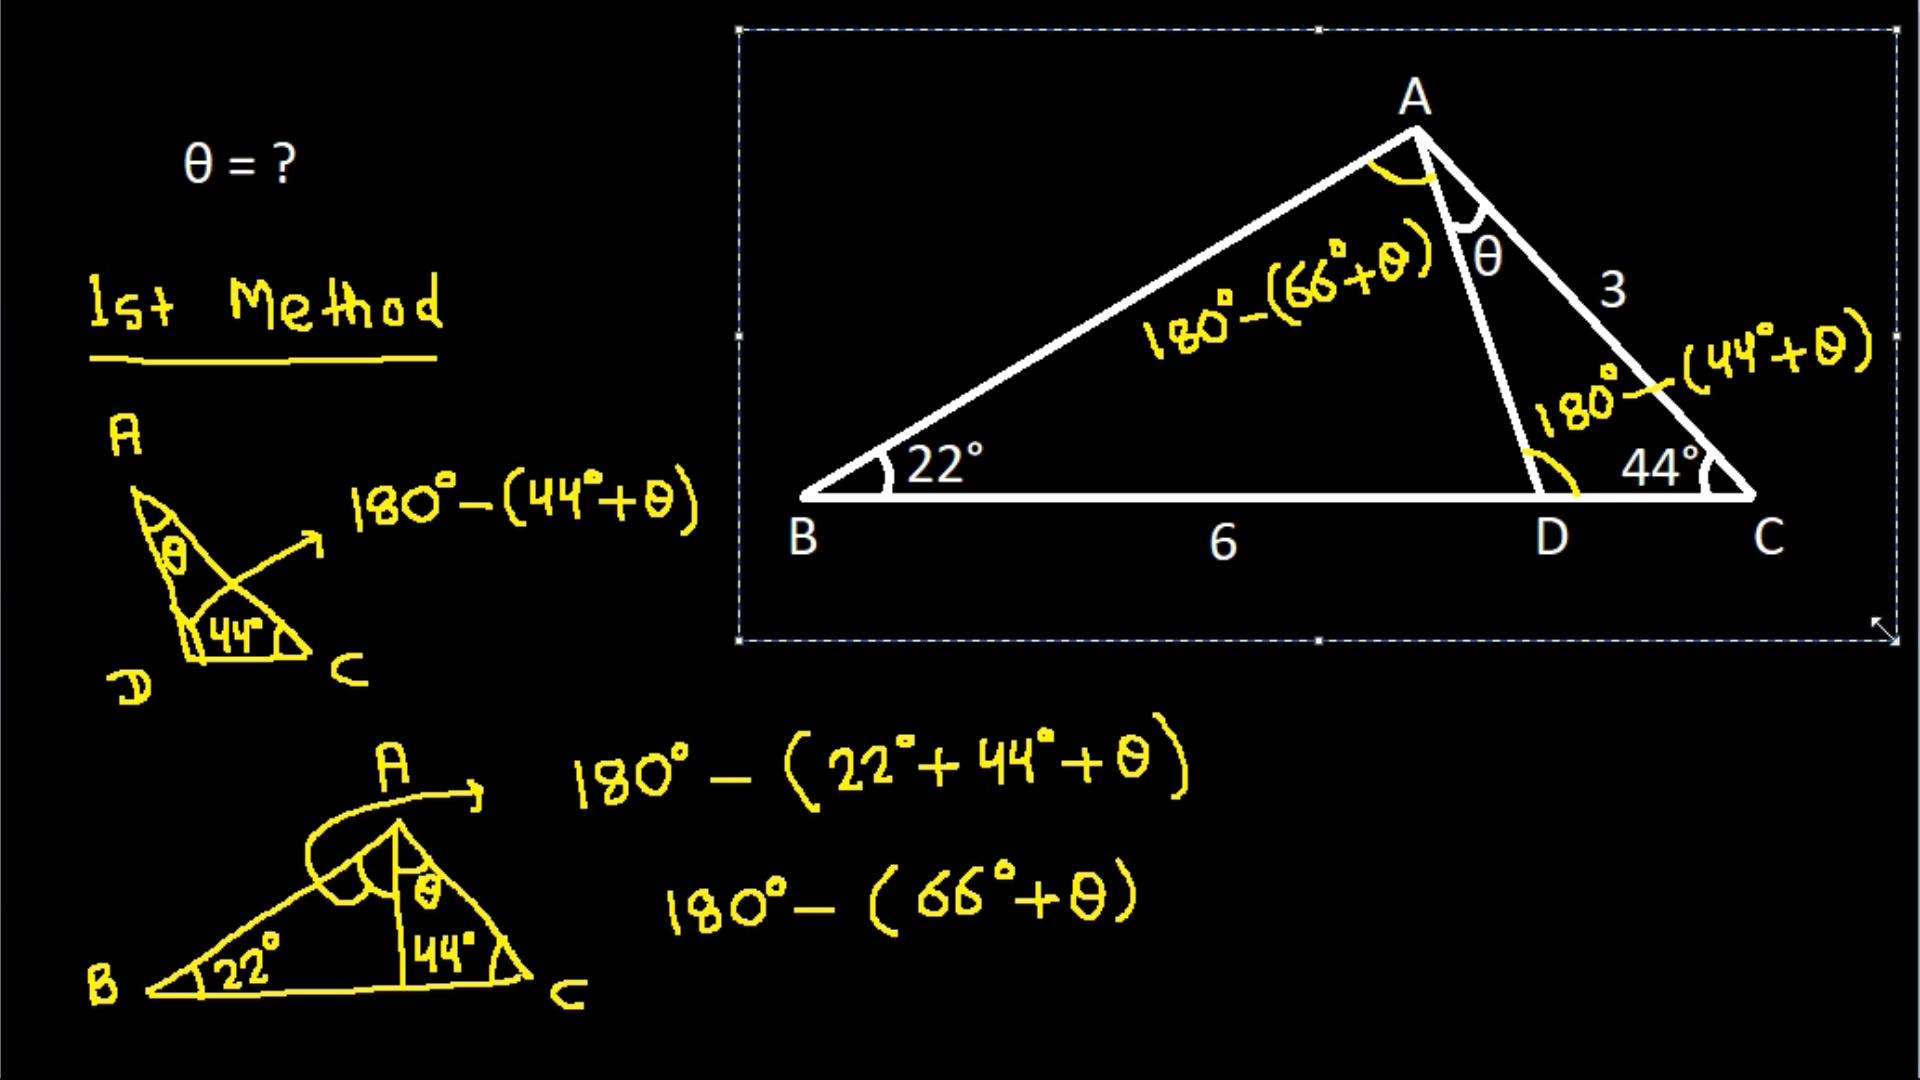 θ = ?
1st Method
A
180° - (44° + θ)
θ
44°
D
C
A
180° - (22° + 44° + θ)
180° - (66° + θ)
θ
22°
44°
B
C
A
θ
3
180° - (66° + θ)
180° - (44° + θ)
22°
44°
B
6
D
C